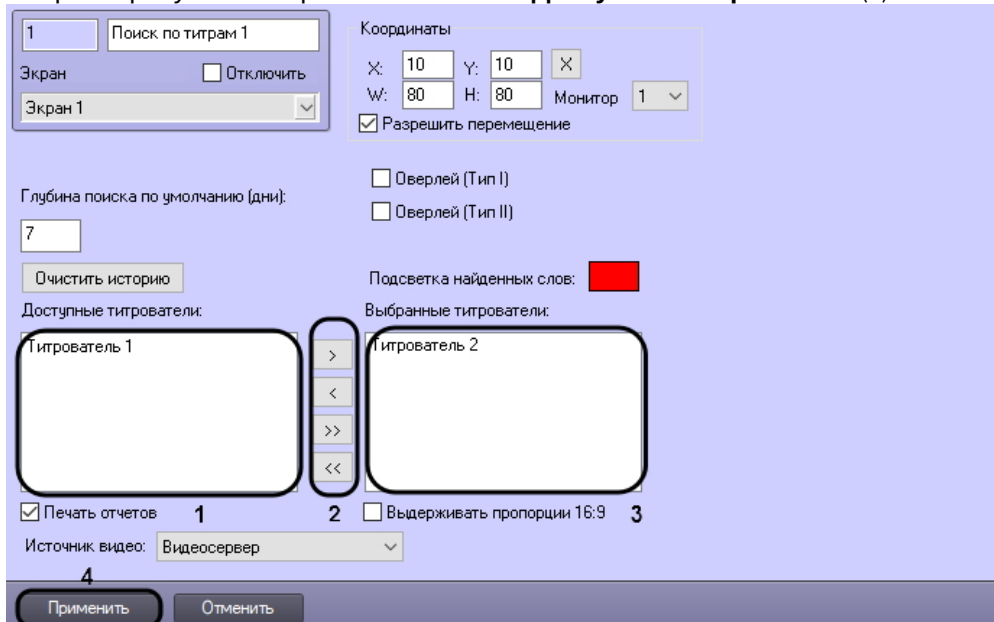 1 Поиск по титрам 1
Экран Отключить
Экран 1
Координаты
X: 10 Y: 10 X
W: 80 H: 80 Монитор 1
Разрешить перемещение
Оверлей (Тип I)
Глубина поиска по умолчанию (дни):
Оверлей (Тип II)
7
Очистить историю Подсветка найденных слов:
Доступные титрователи: Выбранные титрователи:
Титрователь 1 > Титрователь 2
<
>>
<<
Печать отчетов 1 2 Выдерживать пропорции 16:9 3
Источник видео: Видеосервер
4
Применить Отменить